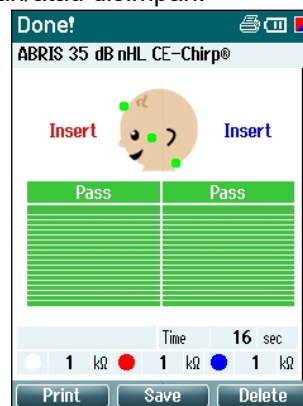 Done!
ABRIS 35 dB nHL CE-Chirp®
Insert Insert
Pass Pass
Time 16 sec
1 kΩ 1 kΩ 1 kΩ
Print Save Delete